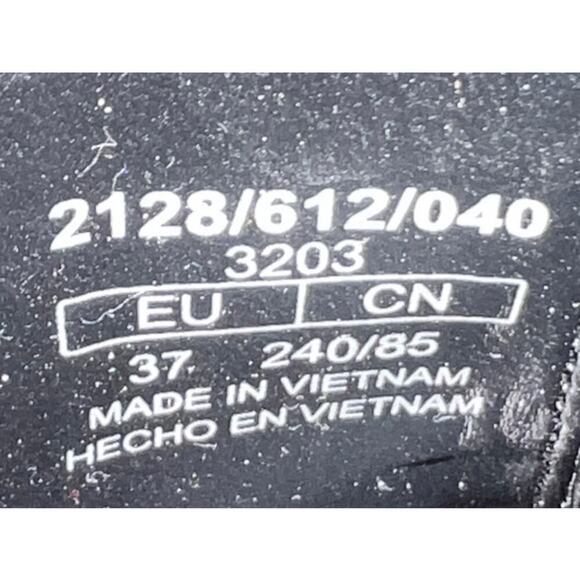 2128/612/040
3203
EU CN
37 240/85
MADE IN VIETNAM
HECHO EN VIETNAM